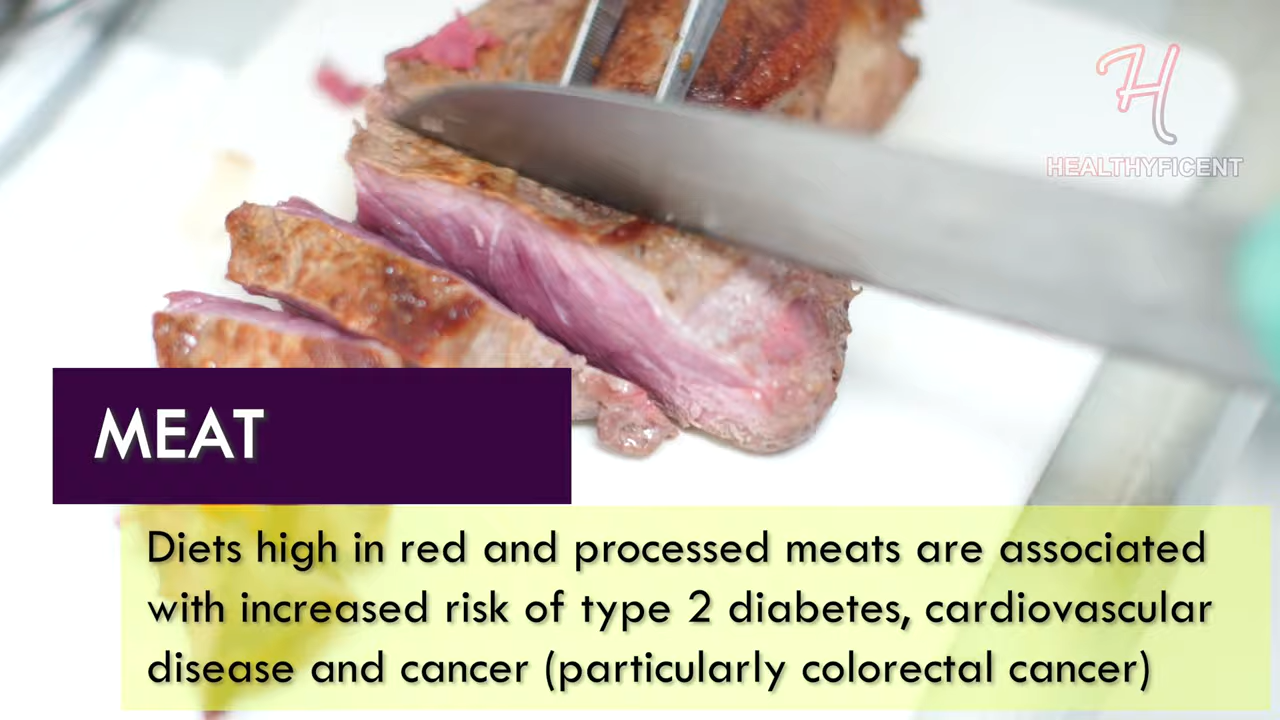 H
HEALTHYFICENT
MEAT
Diets high in red and processed meats are associated
with increased risk of type 2 diabetes, cardiovascular
disease and cancer (particularly colorectal cancer)